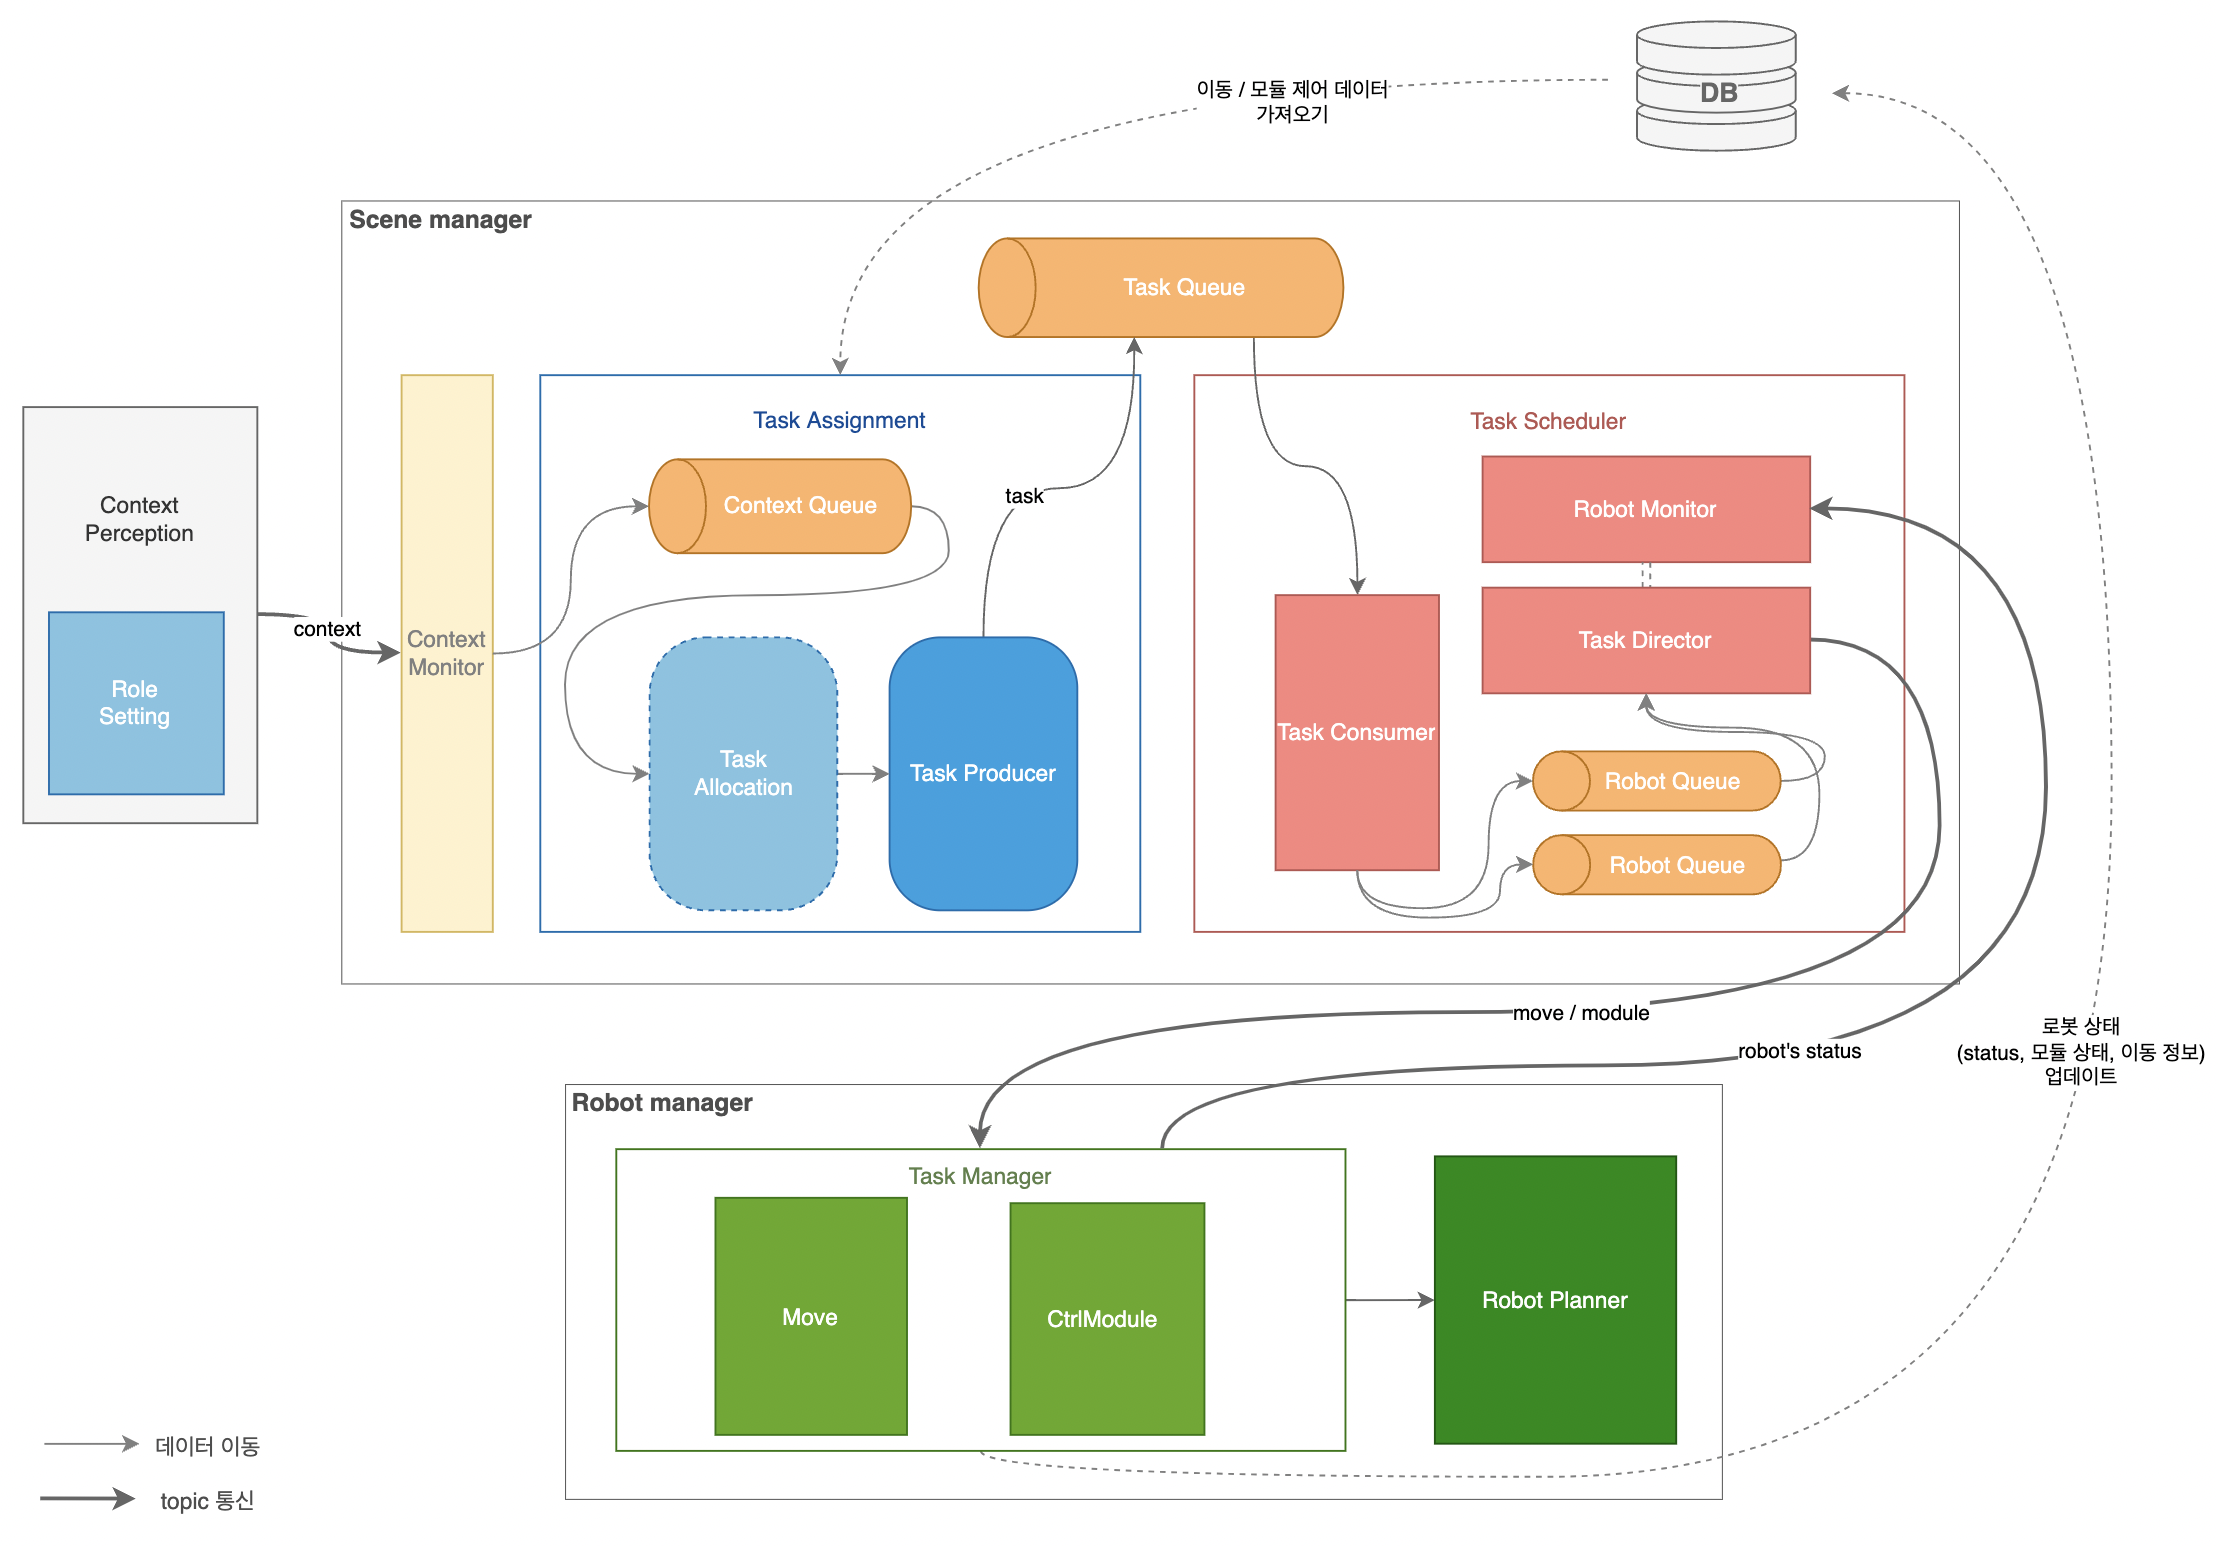 DB
이동 / 모듈 제어 데이터
가져오기
Scene manager
Task Queue
Task Assignment
Task Scheduler
Context
Perception
Context Queue
task
Robot Monitor
context
Context
Monitor
Task Director
Role
Setting
Task
Allocation
Task Producer
Task Consumer
Robot Queue
Robot Queue
move / module
robot's status
로봇 상태
(status, 모듈 상태, 이동 정보)
업데이트
Robot manager
Task Manager
Move
CtrlModule
Robot Planner
데이터 이동
topic 통신